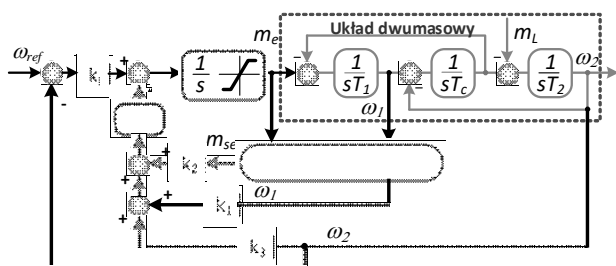 Układ dwumasowy
ω_ref
k_I
1/s
m_e
1/sT_1
1/sT_c
m_L
1/sT_2
ω_2
ω_1
m_se
k_2
k_1
ω_1
k_3
ω_2